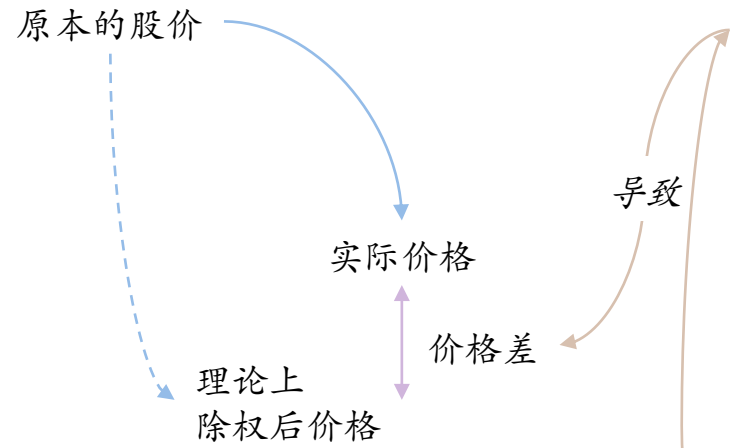 原本的股价
导致
实际价格
价格差
理论上
除权后价格